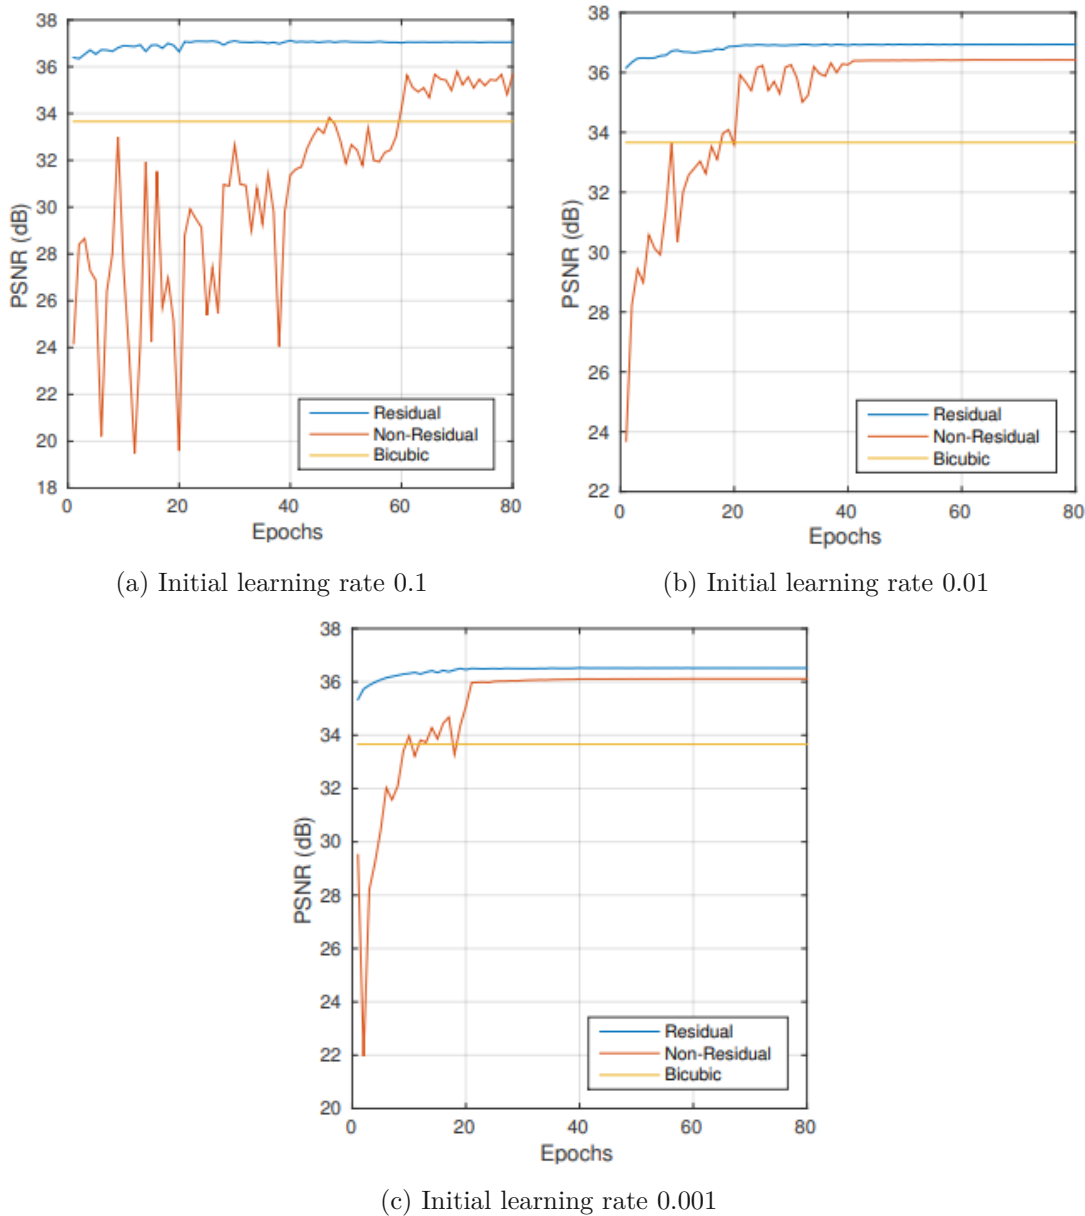 38
36
34
32
30
28
26
24
22
20
18
PSNR (dB)
0 20 40 60 80
Epochs
Residual
Non-Residual
Bicubic
(a) Initial learning rate 0.1
38
36
34
32
30
28
26
24
22
PSNR (dB)
0 20 40 60 80
Epochs
Residual
Non-Residual
Bicubic
(b) Initial learning rate 0.01
38
36
34
32
30
28
26
24
22
20
PSNR (dB)
0 20 40 60 80
Epochs
Residual
Non-Residual
Bicubic
(c) Initial learning rate 0.001